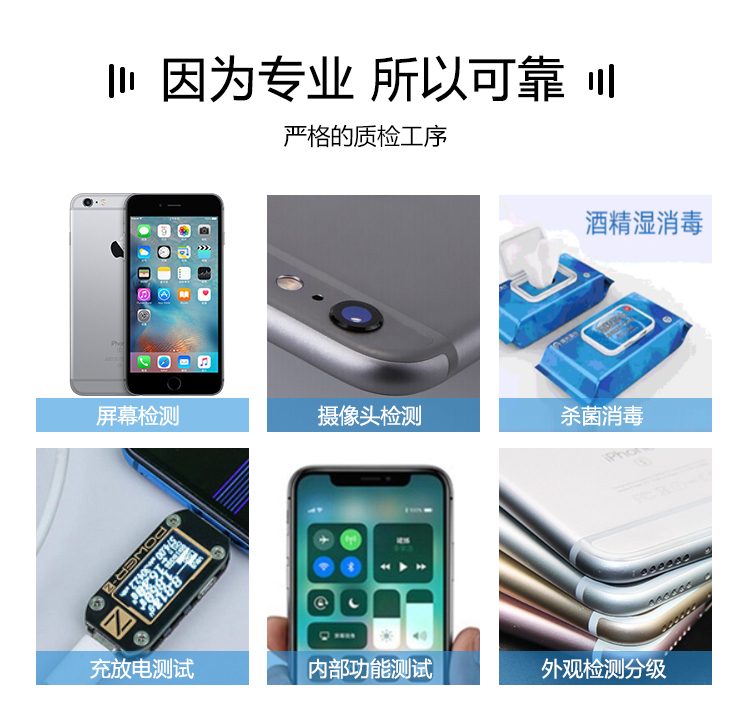 因为专业 所以可靠
严格的质检工序
酒精湿消毒
屏幕检测
摄像头检测
杀菌消毒
POWER-Z
iPhone
S
充放电测试
内部功能测试
外观检测分级